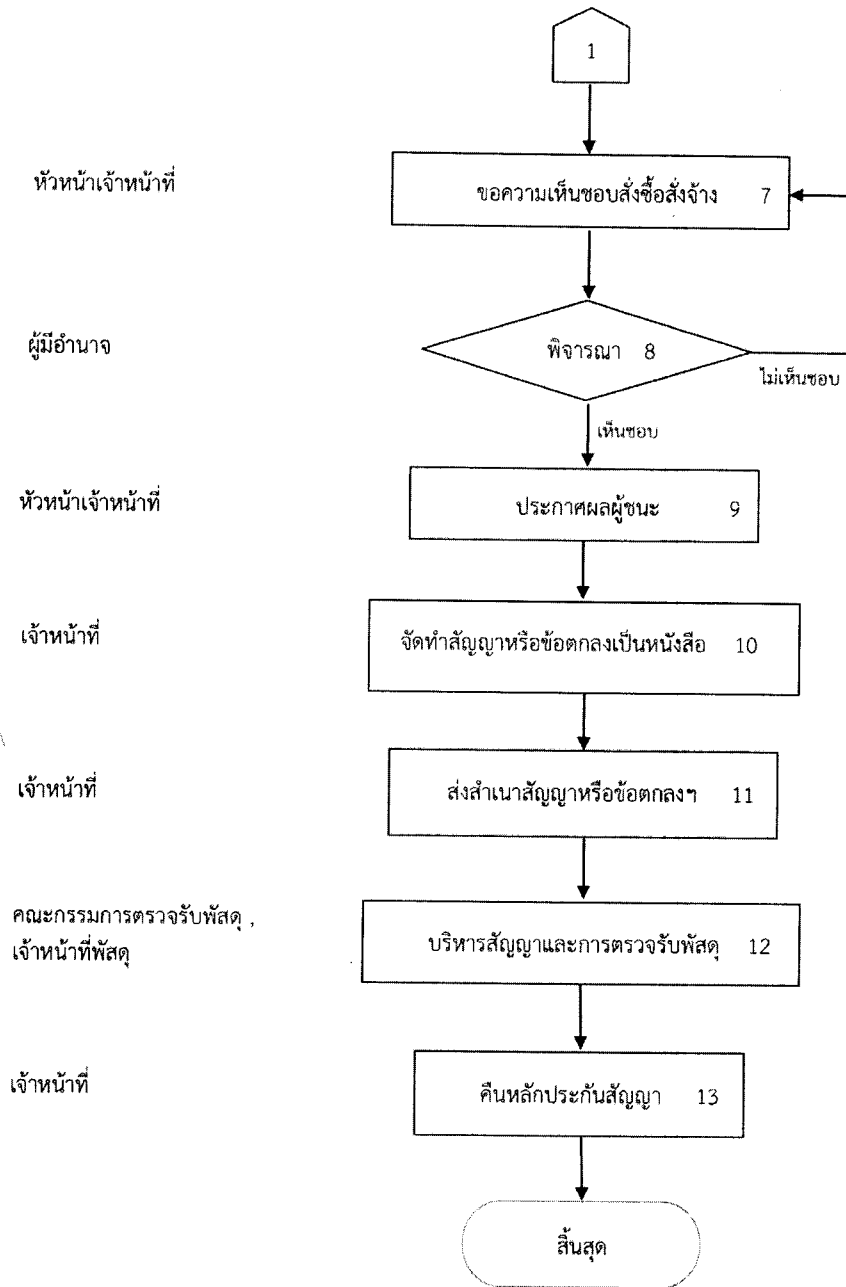 1
หัวหน้าเจ้าหน้าที่
ขอความเห็นชอบสั่งซื้อสั่งจ้าง 7
ผู้มีอำนาจ
พิจารณา 8
ไม่เห็นชอบ
เห็นชอบ
หัวหน้าเจ้าหน้าที่
ประกาศผลผู้ชนะ 9
เจ้าหน้าที่
จัดทำสัญญาหรือข้อตกลงเป็นหนังสือ 10
เจ้าหน้าที่
ส่งสำเนาสัญญาหรือข้อตกลงฯ 11
คณะกรรมการตรวจรับพัสดุ ,
เจ้าหน้าที่พัสดุ
บริหารสัญญาและการตรวจรับพัสดุ 12
เจ้าหน้าที่
คืนหลักประกันสัญญา 13
สิ้นสุด